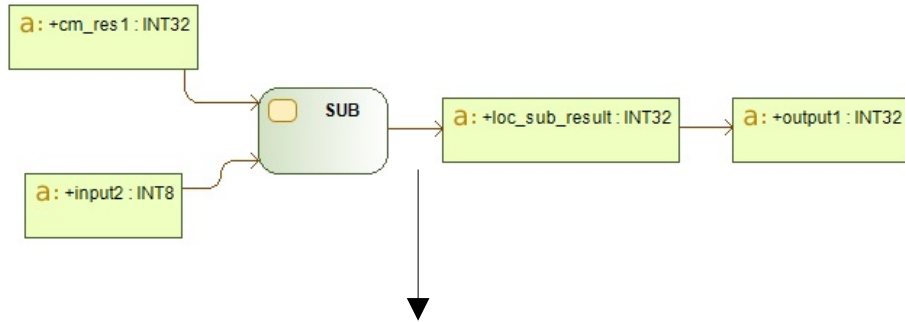 a: +cm_res1 : INT32
SUB
a: +loc_sub_result : INT32
a: +output1 : INT32
a: +input2 : INT8